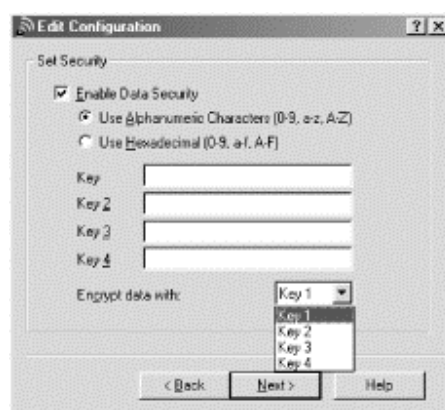 Edit Configuration
Set Security
Enable Data Security
Use Alphanumeric Characters (0-9, a-z, A-Z)
Use Hexadecimal (0-9, a-f, A-F)
Key
Key 2
Key 3
Key 4
Encrypt data with: Key 1
Key 1
Key 2
Key 3
Key 4
< Back Next > Help